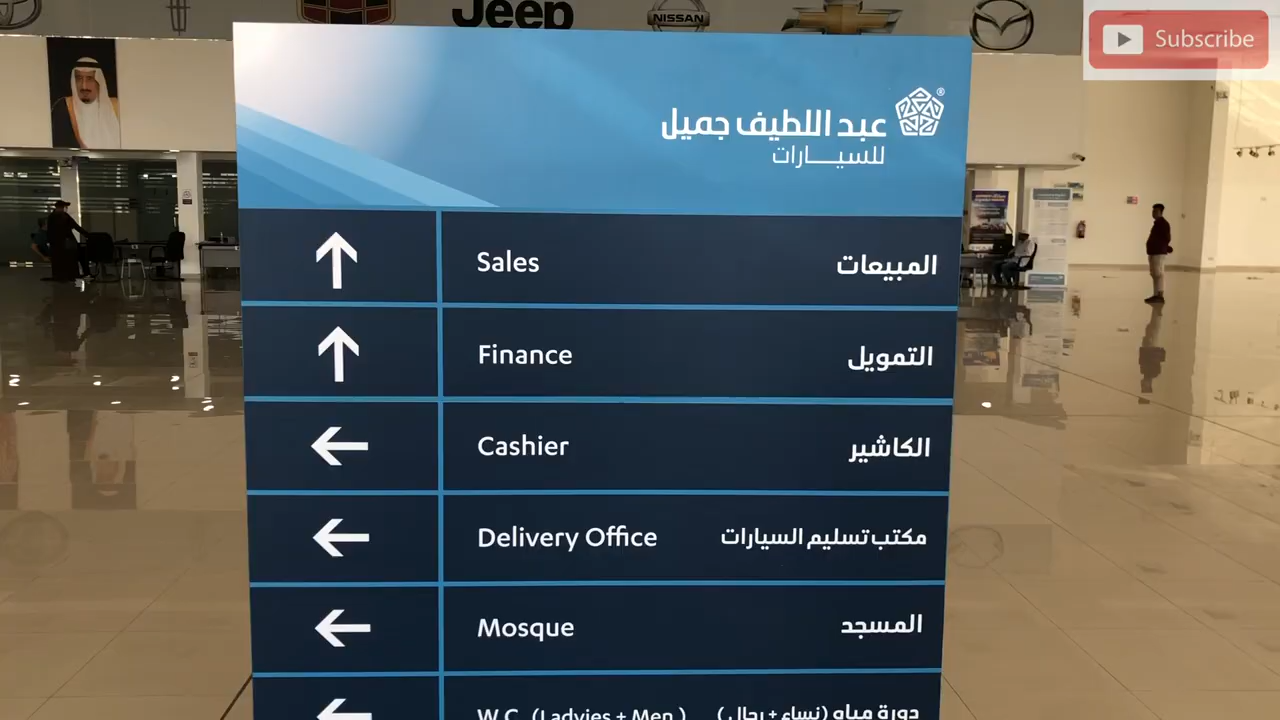 Jeep
NISSAN
Subscribe
عبد اللطيف جميل
للسيـــارات
Sales المبيعات
Finance التمويل
Cashier الكاشير
Delivery Office مكتب تسليم السيارات
Mosque المسجد
W.C. (Ladyies + Men ) دورة مياه (نساء + رجال )